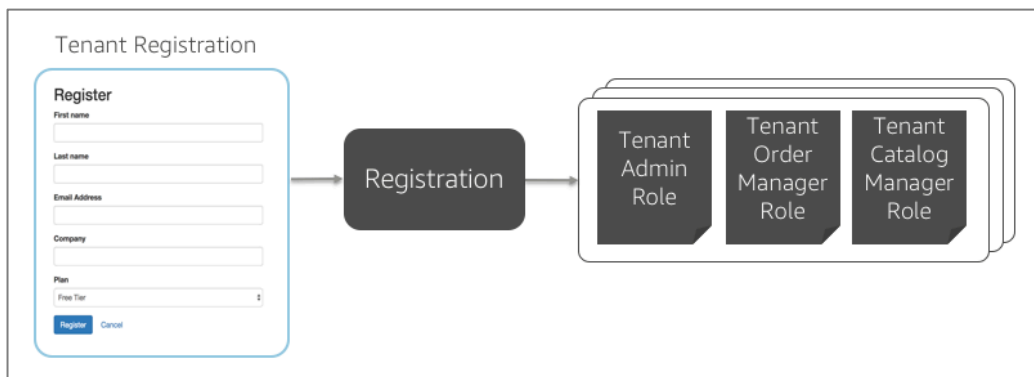 Tenant Registration
Register
First name
Last name
Email Address
Company
Plan
Free Tier
Register Cancel
Registration
Tenant
Admin
Role
Tenant
Order
Manager
Role
Tenant
Catalog
Manager
Role